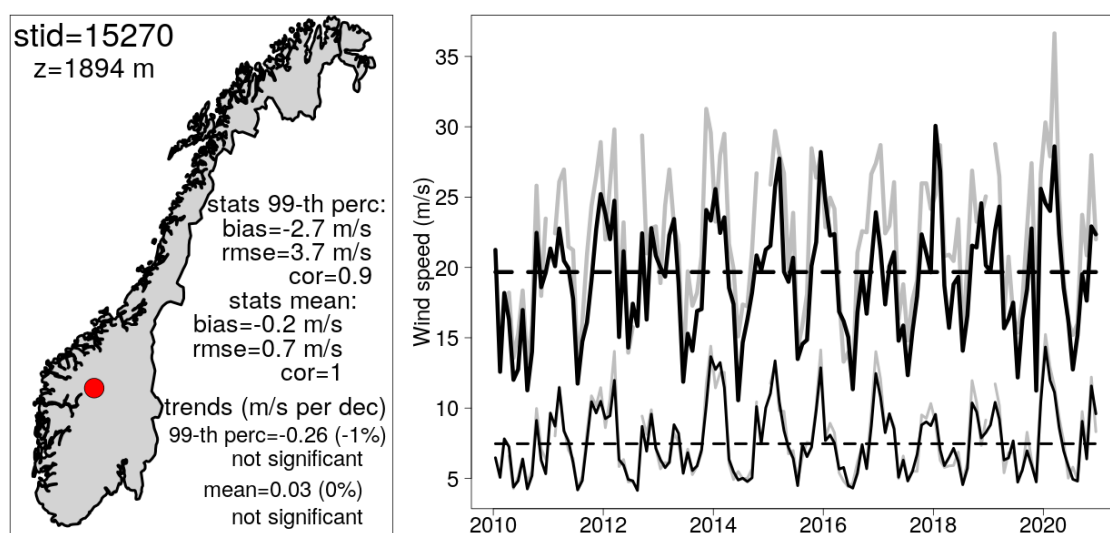 stid=15270
z=1894 m
stats 99-th perc:
bias=-2.7 m/s
rmse=3.7 m/s
cor=0.9
stats mean:
bias=-0.2 m/s
rmse=0.7 m/s
cor=1
trends (m/s per dec)
99-th perc=-0.26 (-1%)
not significant
mean=0.03 (0%)
not significant
Wind speed (m/s)
35
30
25
20
15
10
5
2010 2012 2014 2016 2018 2020